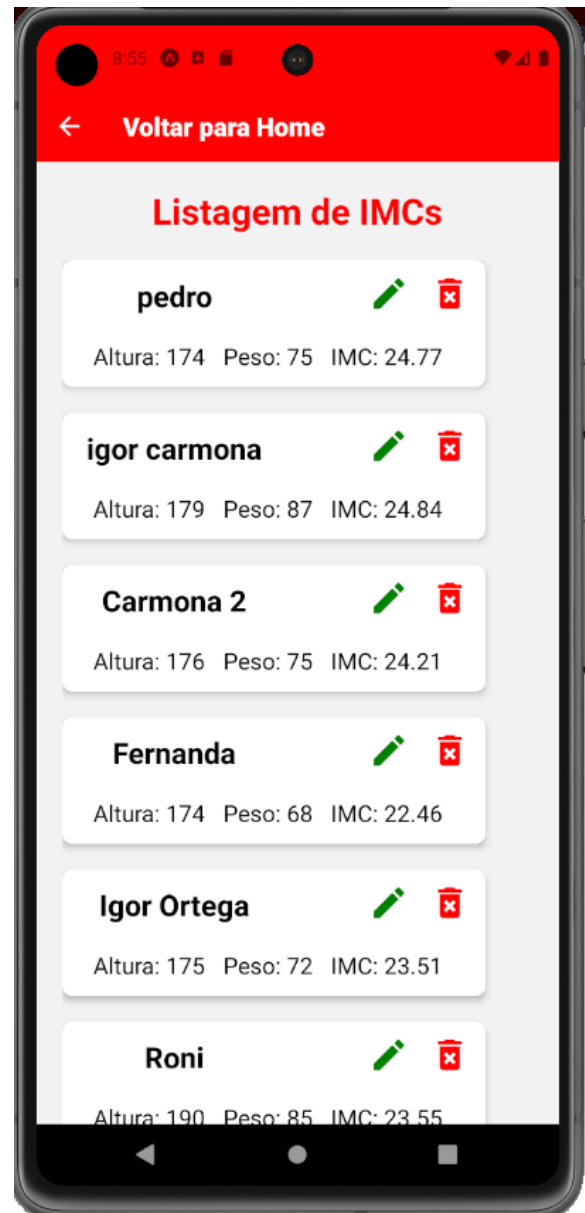 8:55
Voltar para Home
Listagem de IMCs
pedro
Altura: 174 Peso: 75 IMC: 24.77
igor carmona
Altura: 179 Peso: 87 IMC: 24.84
Carmona 2
Altura: 176 Peso: 75 IMC: 24.21
Fernanda
Altura: 174 Peso: 68 IMC: 22.46
Igor Ortega
Altura: 175 Peso: 72 IMC: 23.51
Roni
Altura: 190 Peso: 85 IMC: 23.55